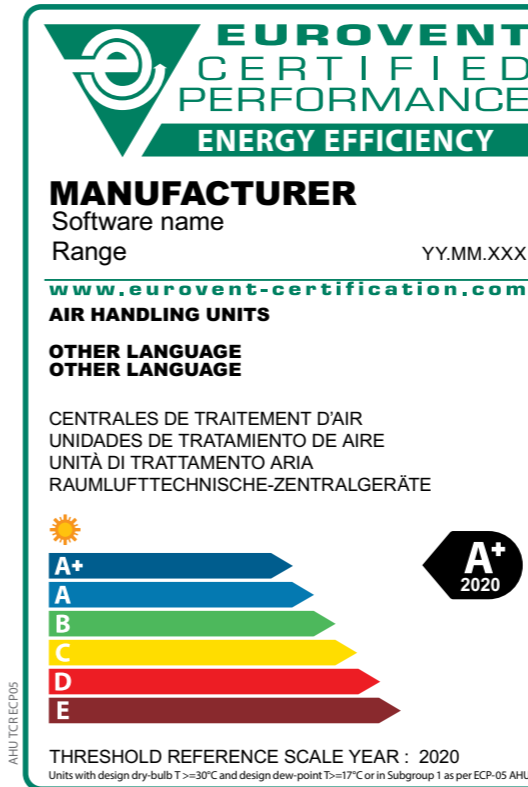 EUROVENT
CERTIFIED
PERFORMANCE
ENERGY EFFICIENCY
MANUFACTURER
Software name
Range YY.MM.XXX
www.eurovent-certification.com
AIR HANDLING UNITS
OTHER LANGUAGE
OTHER LANGUAGE
CENTRALES DE TRAITEMENT D'AIR
UNIDADES DE TRATAMIENTO DE AIRE
UNITÀ DI TRATTAMENTO ARIA
RAUMLUFTTECHNISCHE-ZENTRALGERÄTE
A+
A+
2020
A
B
C
D
E
AHU TCR ECP05
THRESHOLD REFERENCE SCALE YEAR : 2020
Units with design dry-bulb T >=30°C and design dew-point T>=17°C or in Subgroup 1 as per ECP-05 AHU